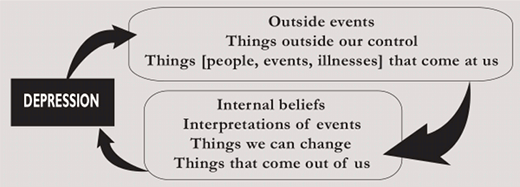 Outside events
Things outside our control
Things [people, events, illnesses] that come at us
DEPRESSION
Internal beliefs
Interpretations of events
Things we can change
Things that come out of us